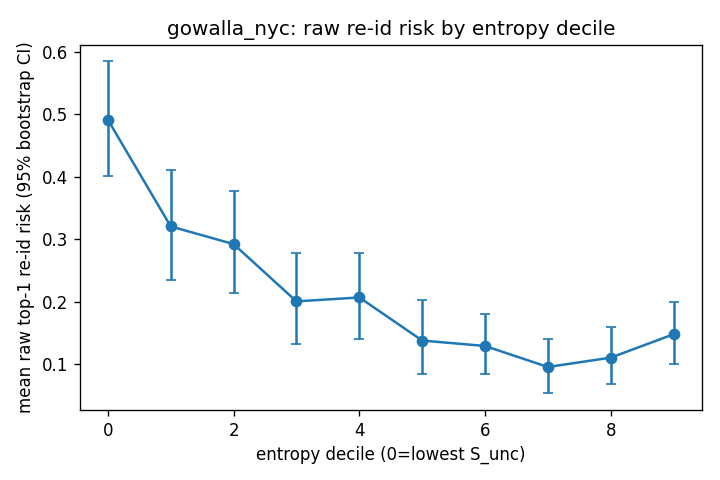 gowalla_nyc: raw re-id risk by entropy decile
mean raw top-1 re-id risk (95% bootstrap CI)
0.6
0.5
0.4
0.3
0.2
0.1
0 2 4 6 8
entropy decile (0=lowest S_unc)